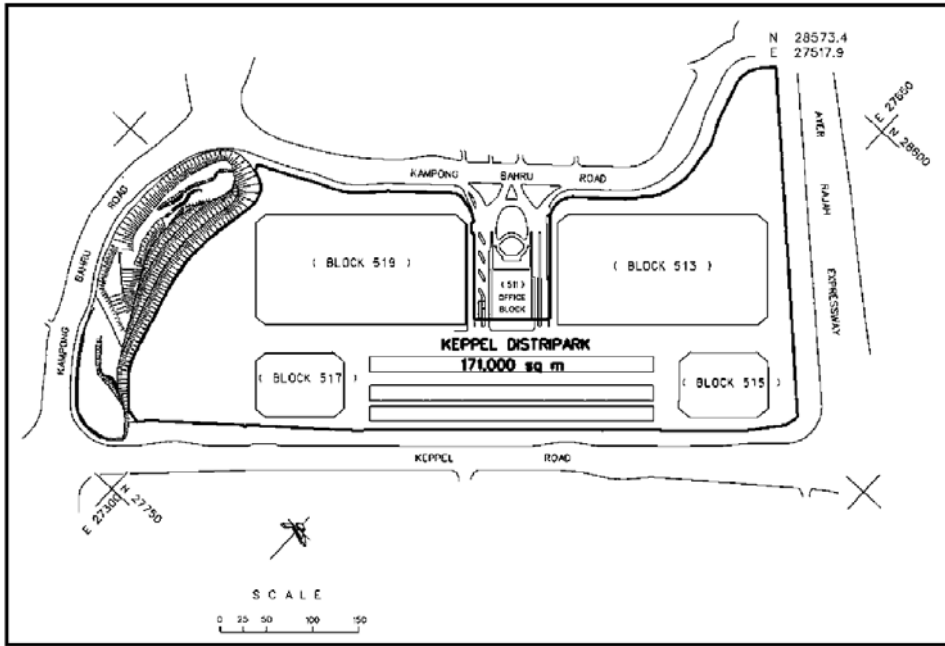 N 28573.4
E 27517.9
E 27650
N 28600
AYER
RAJAH
EXPRESSWAY
KAMPONG BAHRU ROAD
KAMPONG BAHRU ROAD
( BLOCK 519 )
( BLOCK 513 )
( 511 )
OFFICE
BLOCK
KEPPEL DISTRIPARK
171,000 sq m
( BLOCK 517 )
( BLOCK 515 )
KEPPEL ROAD
N 27750
E 27300
SCALE
0 25 50 100 150